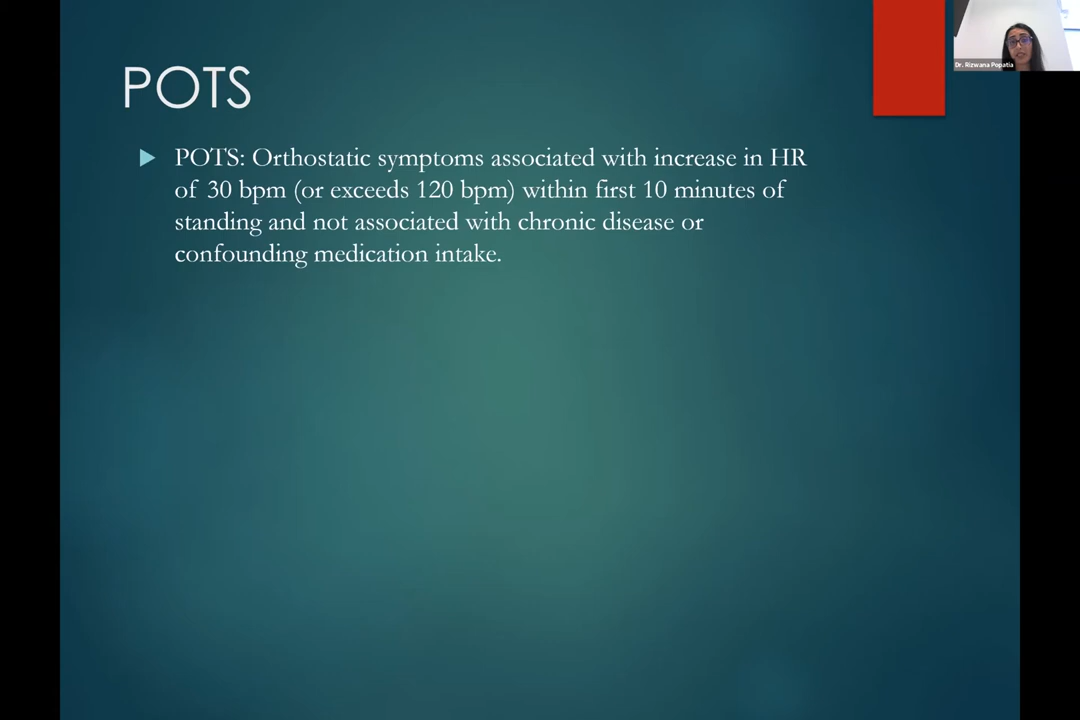 POTS
POTS: Orthostatic symptoms associated with increase in HR
of 30 bpm (or exceeds 120 bpm) within first 10 minutes of
standing and not associated with chronic disease or
confounding medication intake.
Dr. Rizwana Popatia